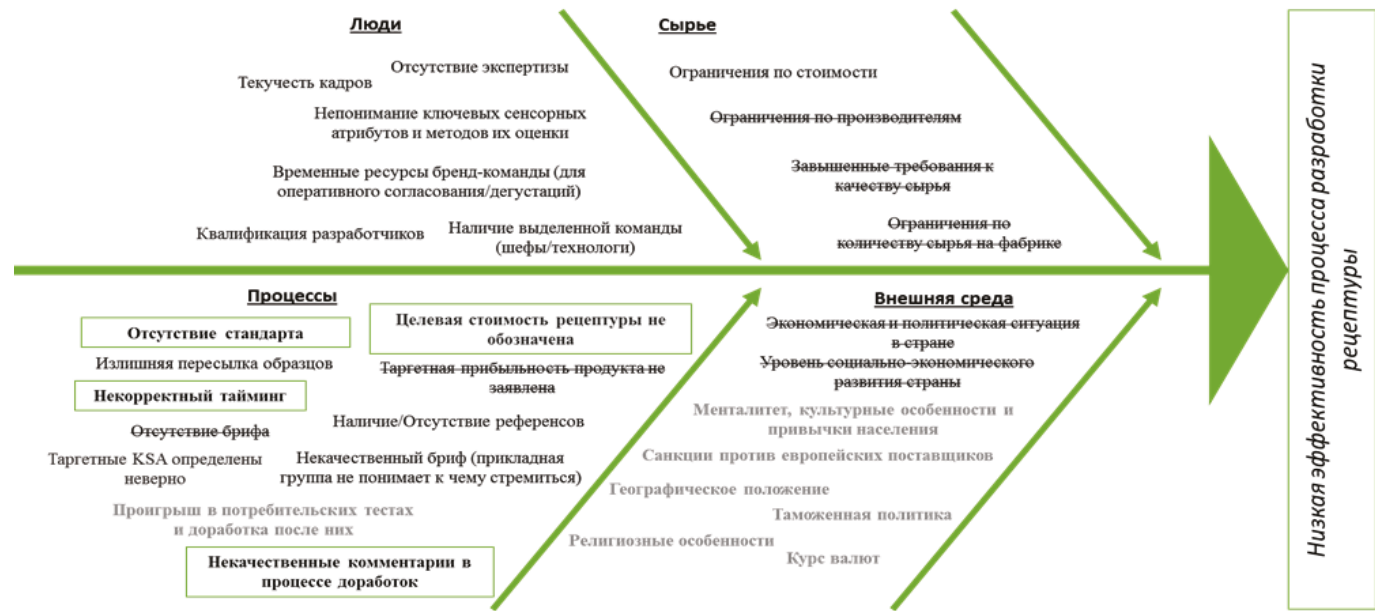 Люди
Отсутствие экспертизы
Текучесть кадров
Непонимание ключевых сенсорных
атрибутов и методов их оценки
Временные ресурсы бренд-команды (для
оперативного согласования/дегустаций)
Квалификация разработчиков
Наличие выделенной команды
(шефы/технологи)
Сырье
Ограничения по стоимости
Ограничения по производителям
Завышенные требования к
качеству сырья
Ограничения по
количеству сырья на фабрике
Процессы
Отсутствие стандарта
Целевая стоимость рецептуры не
обозначена
Излишняя пересылка образцов
Таргетная прибыльность продукта не
заявлена
Некорректный тайминг
Наличие/Отсутствие референсов
Отсутствие брифа
Таргетные KSA определены
неверно
Некачественный бриф (прикладная
группа не понимает к чему стремиться)
Проигрыш в потребительских тестах
и доработка после них
Некачественные комментарии в
процессе доработок
Внешняя среда
Экономическая и политическая ситуация
в стране
Уровень социально-экономического
развития страны
Менталитет, культурные особенности и
привычки населения
Санкции против европейских поставщиков
Географическое положение
Таможенная политика
Религиозные особенности
Курс валют
Низкая эффективность процесса разработки
рецептуры